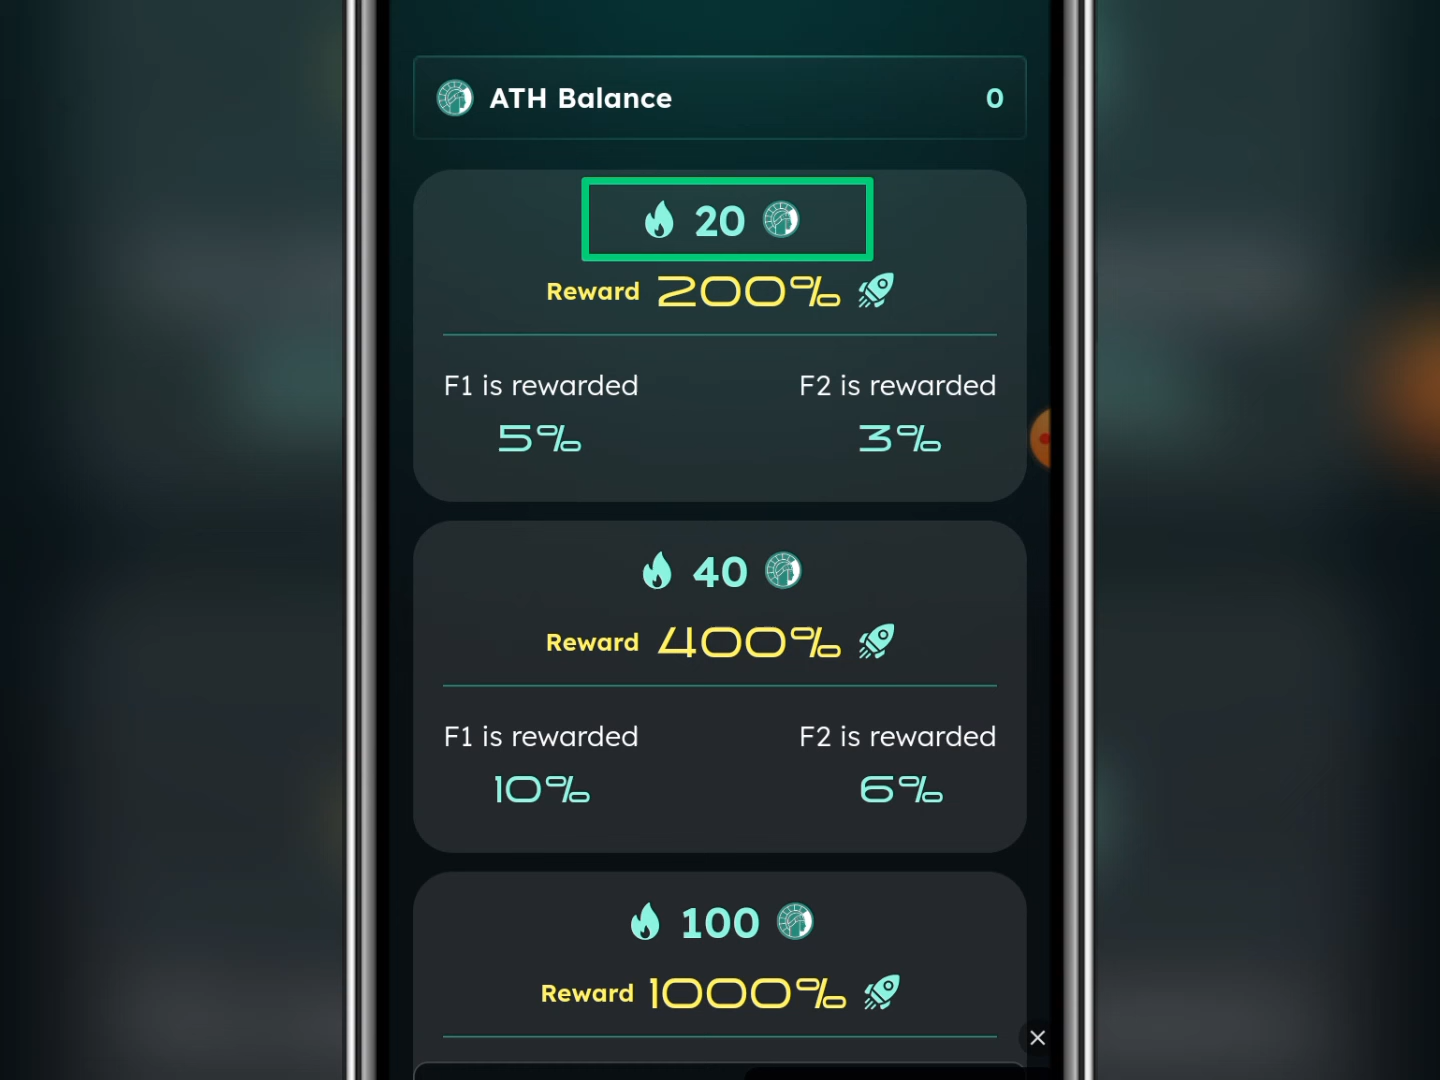 ATH Balance 0
20
Reward 200%
F1 is rewarded F2 is rewarded
5% 3%
40
Reward 400%
F1 is rewarded F2 is rewarded
10% 6%
100
Reward 1000%